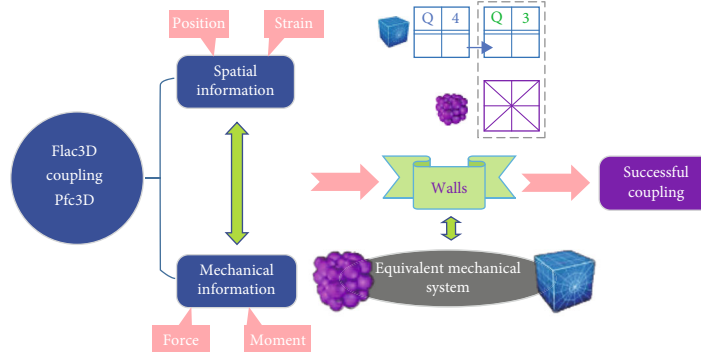 Position
Strain
Spatial
information
Flac3D
coupling
Pfc3D
Mechanical
information
Force
Moment
Q 4
Q 3
Walls
Successful
coupling
Equivalent mechanical
system